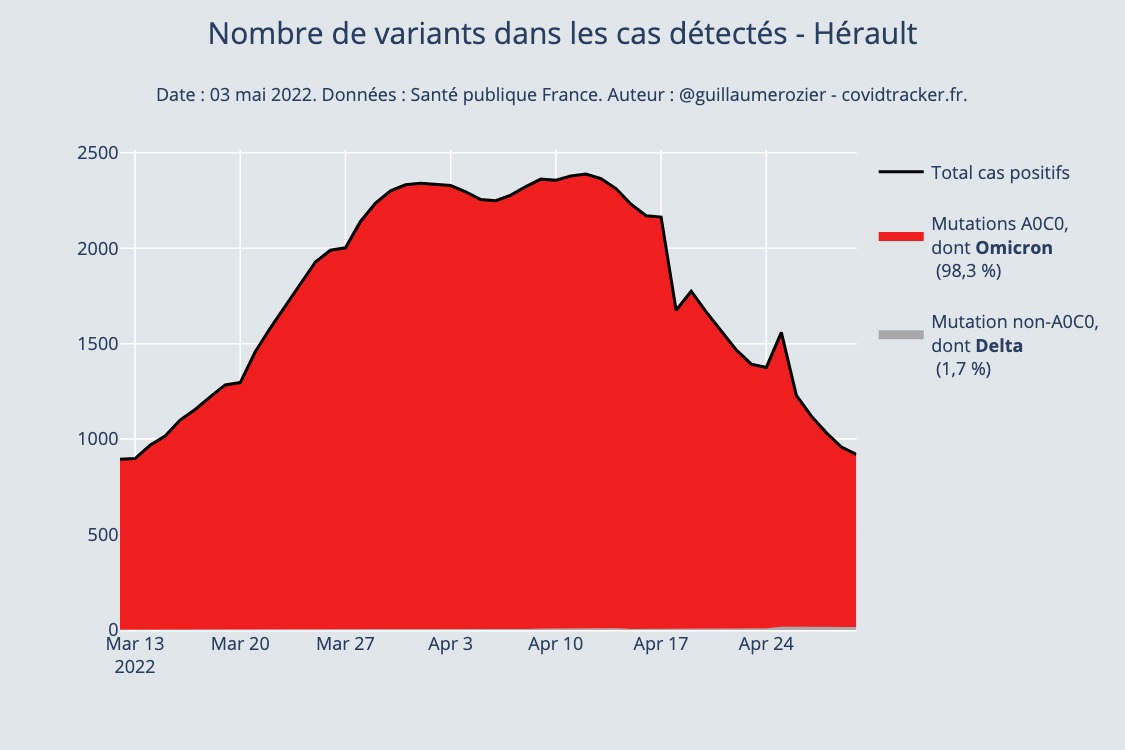 Nombre de variants dans les cas détectés - Hérault
Date : 03 mai 2022. Données : Santé publique France. Auteur : @guillaumerozier - covidtracker.fr.
2500
2000
1500
1000
500
0
Mar 13
2022
Mar 20
Mar 27
Apr 3
Apr 10
Apr 17
Apr 24
Total cas positifs
Mutations A0C0,
dont Omicron
(98,3 %)
Mutation non-A0C0,
dont Delta
(1,7 %)